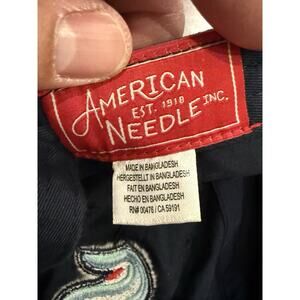 AMERICAN
EST. 1918
NEEDLE INC.
MADE IN BANGLADESH
HERGESTELLT IN BANGLADESH
FAIT EN BANGLADESH
HECHO EN BANGLADESH
RN# 00476 / CA 59191